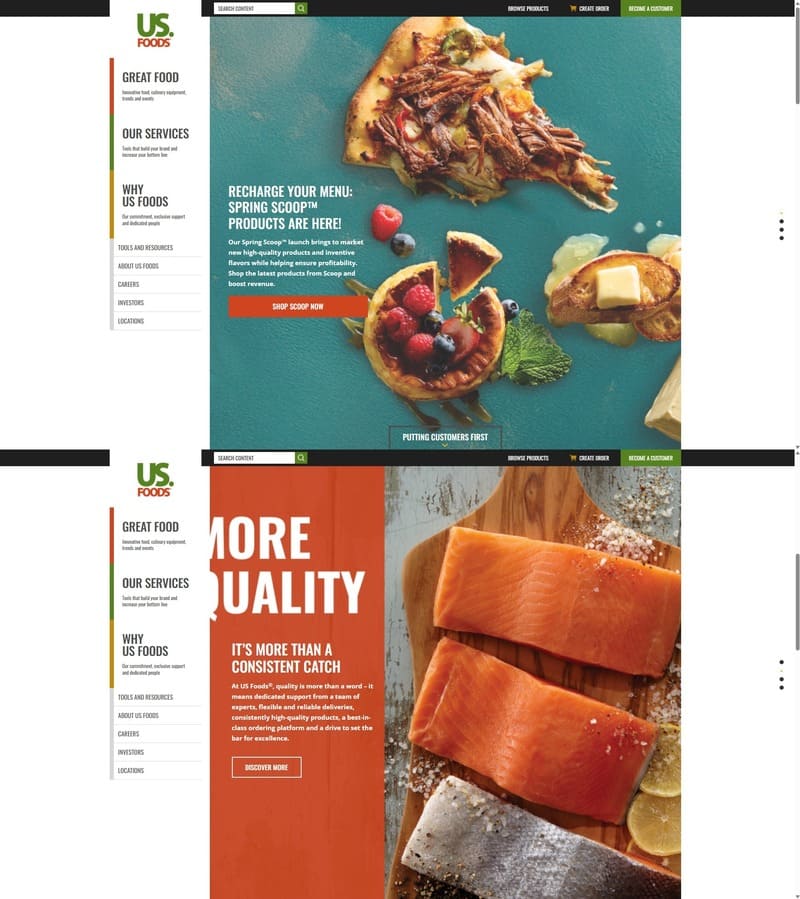 US.
FOODS
SEARCH CONTENT
BROWSE PRODUCTS
CREATE ORDER
BECOME A CUSTOMER
GREAT FOOD
Innovative food, culinary equipment,
trends and events
OUR SERVICES
Tools that build your brand and
increase your bottom line
WHY
US FOODS
Our commitment, exclusive support
and dedicated people
TOOLS AND RESOURCES
ABOUT US FOODS
CAREERS
INVESTORS
LOCATIONS
RECHARGE YOUR MENU:
SPRING SCOOP™
PRODUCTS ARE HERE!
Our Spring Scoop™ launch brings to market
new high-quality products and inventive
flavors while helping ensure profitability.
Shop the latest products from Scoop and
boost revenue.
SHOP SCOOP NOW
PUTTING CUSTOMERS FIRST
US.
FOODS
SEARCH CONTENT
BROWSE PRODUCTS
CREATE ORDER
BECOME A CUSTOMER
GREAT FOOD
Innovative food, culinary equipment,
trends and events
OUR SERVICES
Tools that build your brand and
increase your bottom line
WHY
US FOODS
Our commitment, exclusive support
and dedicated people
TOOLS AND RESOURCES
ABOUT US FOODS
CAREERS
INVESTORS
LOCATIONS
MORE
QUALITY
IT'S MORE THAN A
CONSISTENT CATCH
At US Foods®, quality is more than a word – it
means dedicated support from a team of
experts, flexible and reliable deliveries,
consistently high-quality products, a best-in-
class ordering platform and a drive to set the
bar for excellence.
DISCOVER MORE